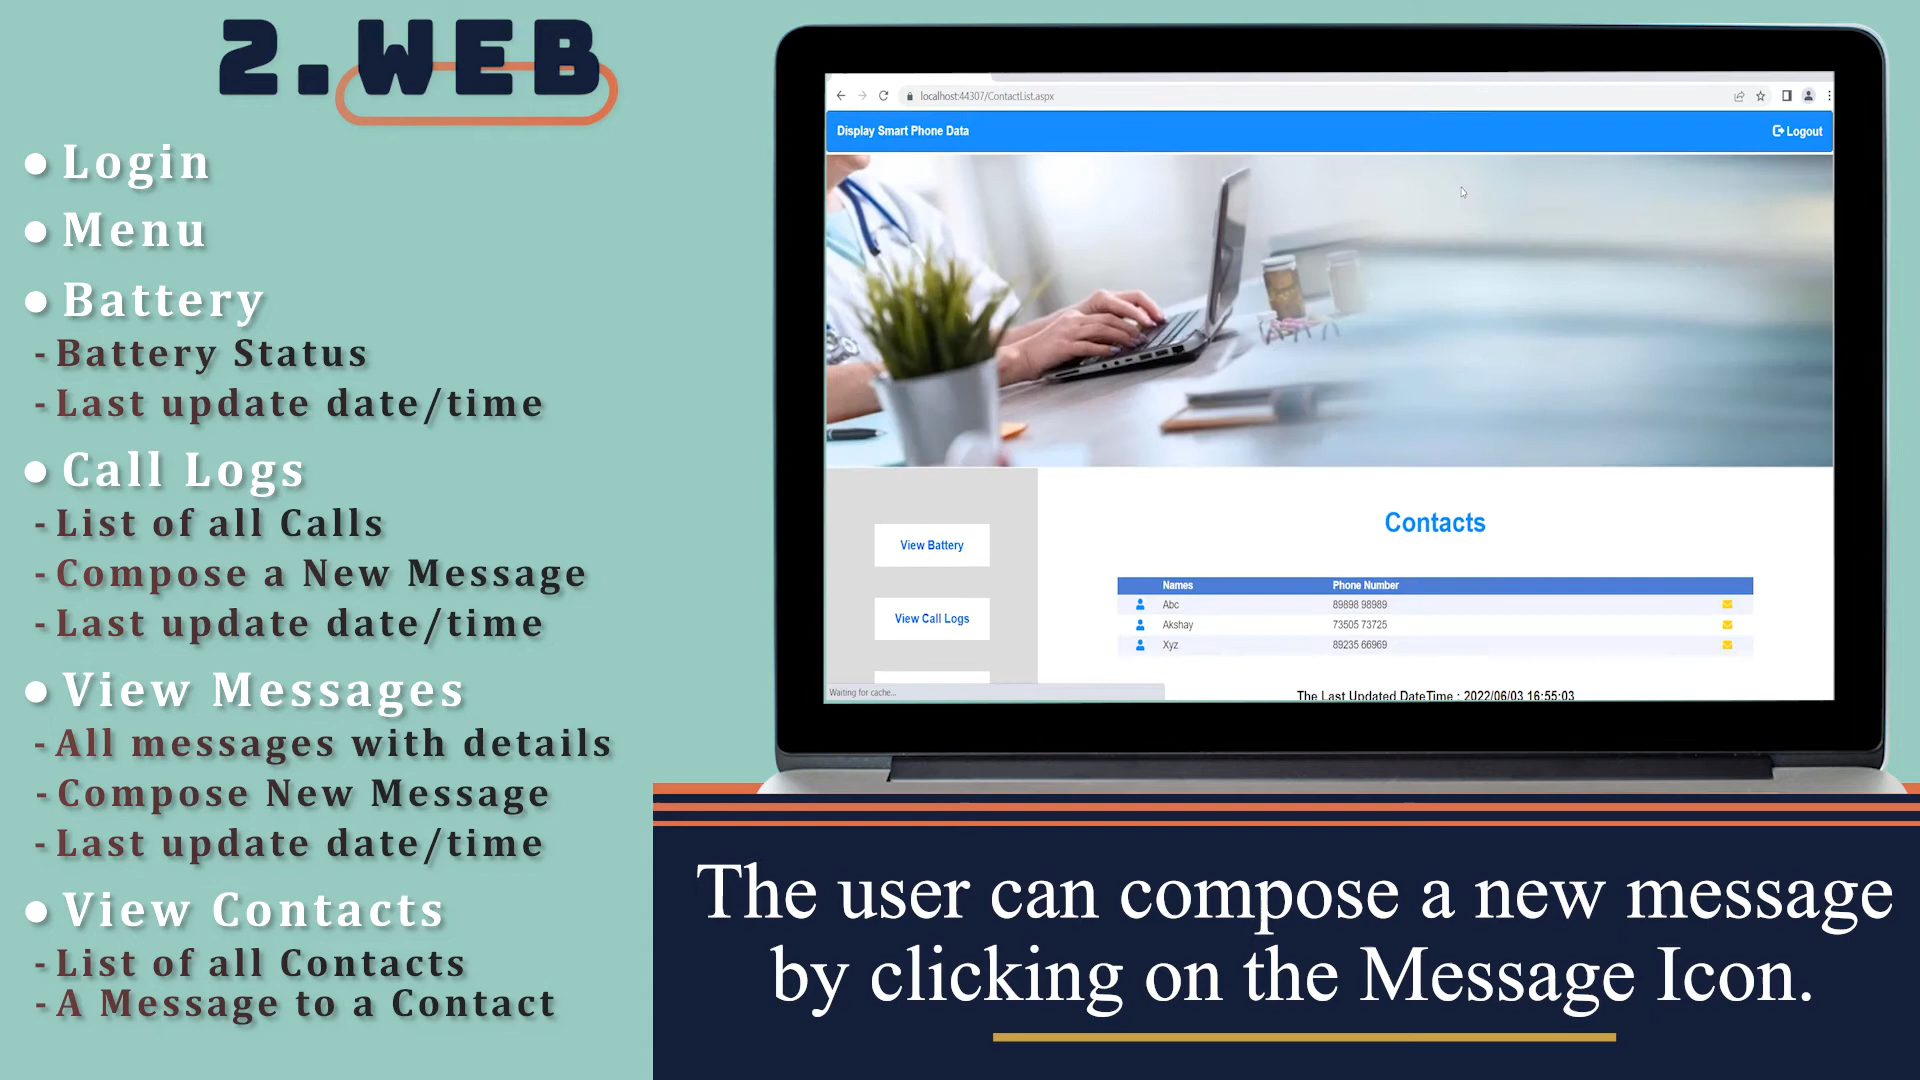 2.WEB
● Login
● Menu
● Battery
- Battery Status
- Last update date/time
● Call Logs
- List of all Calls
- Compose a New Message
- Last update date/time
● View Messages
- All messages with details
- Compose New Message
- Last update date/time
● View Contacts
- List of all Contacts
- A Message to a Contact
localhost:44307/ContactList.aspx
Display Smart Phone Data
Logout
View Battery
View Call Logs
Contacts
Names Phone Number
Abc 89898 98989
Akshay 73505 73725
Xyz 89235 66969
The Last Updated DateTime : 2022/06/03 16:55:03
Waiting for cache...
The user can compose a new message
by clicking on the Message Icon.